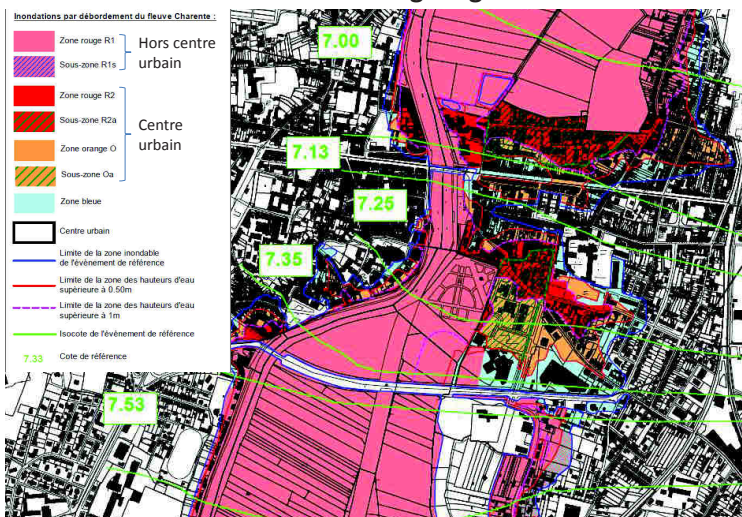 Inondations par débordement du fleuve Charente :
Zone rouge R1
Sous-zone R1s
Hors centre
urbain
Zone rouge R2
Sous-zone R2a
Zone orange O
Sous-zone Oa
Centre
urbain
Zone bleue
Centre urbain
Limite de la zone inondable
de l'évènement de référence
Limite de la zone des hauteurs d'eau
supérieure à 0.50m
Limite de la zone des hauteurs d'eau
supérieure à 1m
Isocote de l'évènement de référence
7.33 Cote de référence
7.00
7.13
7.25
7.35
7.53